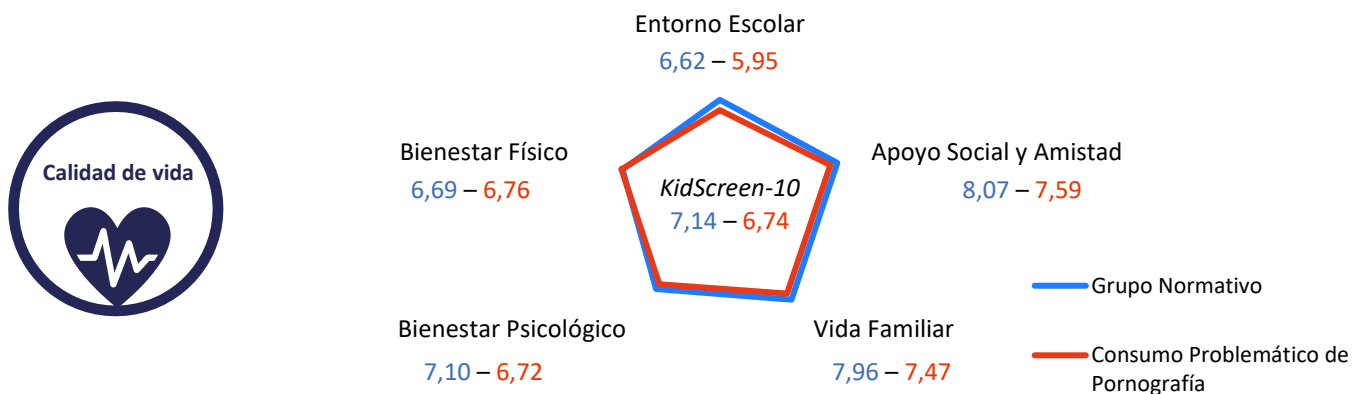 Calidad de vida
Entorno Escolar
6,62 – 5,95
Bienestar Físico
6,69 – 6,76
KidScreen-10
7,14 – 6,74
Apoyo Social y Amistad
8,07 – 7,59
Bienestar Psicológico
7,10 – 6,72
Vida Familiar
7,96 – 7,47
Grupo Normativo
Consumo Problemático de
Pornografía